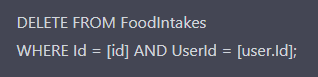 DELETE FROM FoodIntakes
WHERE Id = [id] AND UserId = [user.Id];